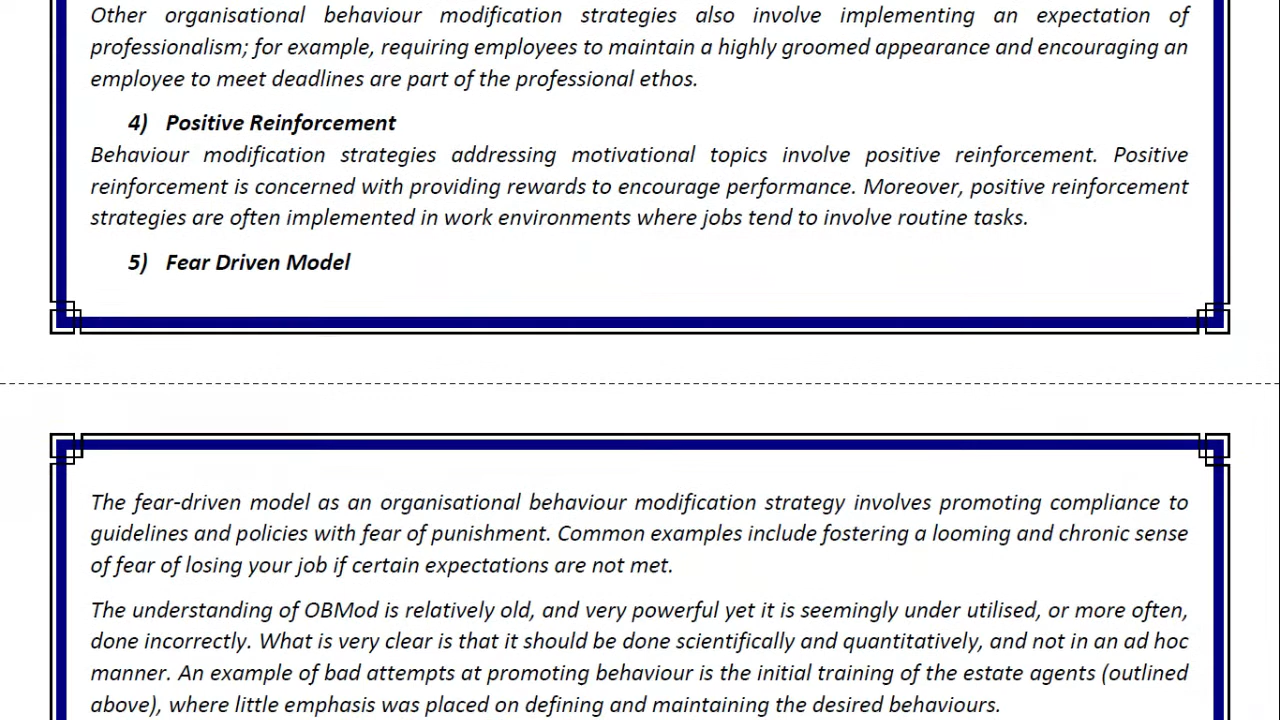 Other organisational behaviour modification strategies also involve implementing an expectation of
professionalism; for example, requiring employees to maintain a highly groomed appearance and encouraging an
employee to meet deadlines are part of the professional ethos.
4) Positive Reinforcement
Behaviour modification strategies addressing motivational topics involve positive reinforcement. Positive
reinforcement is concerned with providing rewards to encourage performance. Moreover, positive reinforcement
strategies are often implemented in work environments where jobs tend to involve routine tasks.
5) Fear Driven Model
The fear-driven model as an organisational behaviour modification strategy involves promoting compliance to
guidelines and policies with fear of punishment. Common examples include fostering a looming and chronic sense
of fear of losing your job if certain expectations are not met.
The understanding of OBMod is relatively old, and very powerful yet it is seemingly under utilised, or more often,
done incorrectly. What is very clear is that it should be done scientifically and quantitatively, and not in an ad hoc
manner. An example of bad attempts at promoting behaviour is the initial training of the estate agents (outlined
above), where little emphasis was placed on defining and maintaining the desired behaviours.